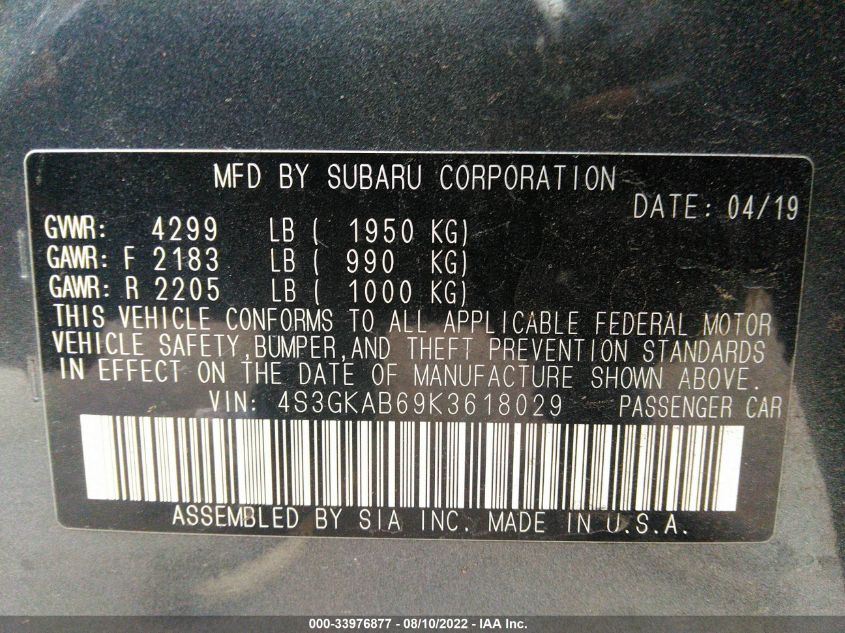 MFD BY SUBARU CORPORATION
DATE: 04/19
GVWR: 4299 LB ( 1950 KG)
GAWR: F 2183 LB ( 990 KG)
GAWR: R 2205 LB ( 1000 KG)
THIS VEHICLE CONFORMS TO ALL APPLICABLE FEDERAL MOTOR
VEHICLE SAFETY,BUMPER,AND THEFT PREVENTION STANDARDS
IN EFFECT ON THE DATE OF MANUFACTURE SHOWN ABOVE.
VIN: 4S3GKAB69K3618029 PASSENGER CAR
ASSEMBLED BY SIA INC. MADE IN U.S.A.
000-33976877 - 08/10/2022 - IAA Inc.